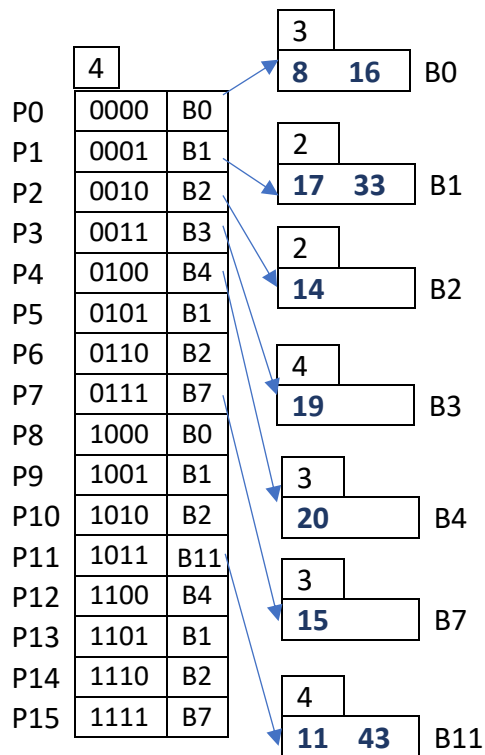 4
P0 0000 B0
P1 0001 B1
P2 0010 B2
P3 0011 B3
P4 0100 B4
P5 0101 B1
P6 0110 B2
P7 0111 B7
P8 1000 B0
P9 1001 B1
P10 1010 B2
P11 1011 B11
P12 1100 B4
P13 1101 B1
P14 1110 B2
P15 1111 B7
3
8 16 B0
2
17 33 B1
2
14 B2
4
19 B3
3
20 B4
3
15 B7
4
11 43 B11